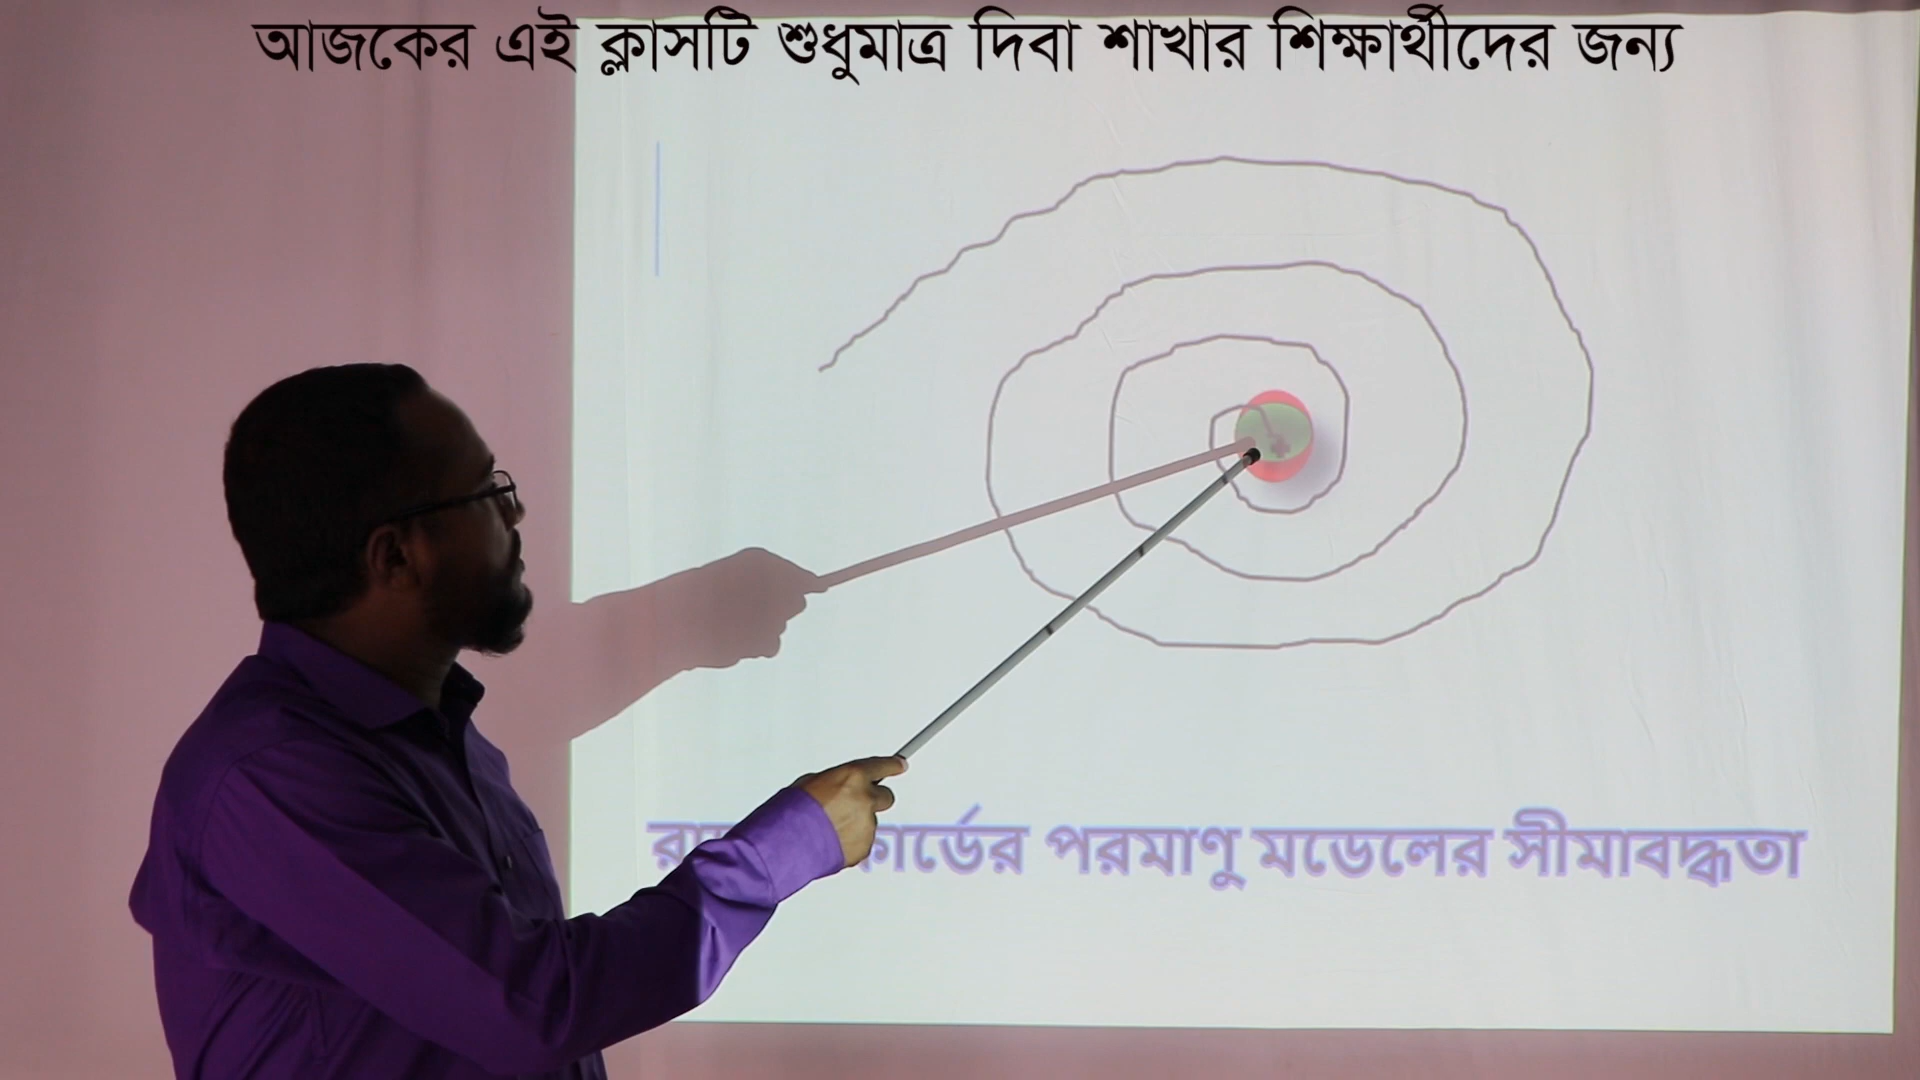 আজকের এই ক্লাসটি শুধুমাত্র দিবা শাখার শিক্ষার্থীদের জন্য
পরমাণু মডেলের সীমাবদ্ধতা